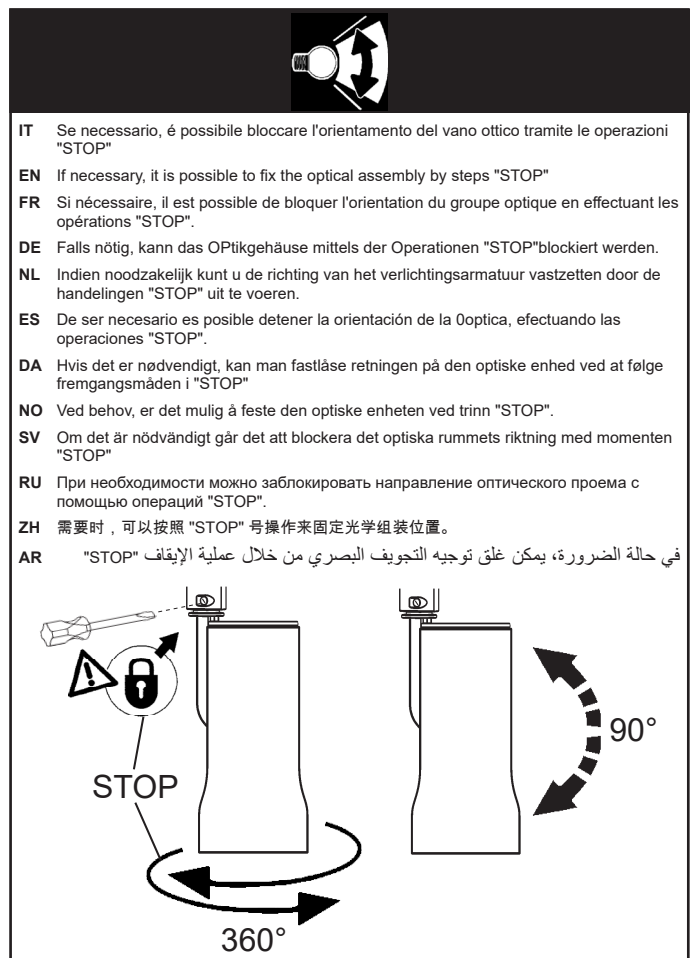 IT Se necessario, é possibile bloccare l'orientamento del vano ottico tramite le operazioni
"STOP"
EN If necessary, it is possible to fix the optical assembly by steps "STOP"
FR Si nécessaire, il est possible de bloquer l'orientation du groupe optique en effectuant les
opérations "STOP".
DE Falls nötig, kann das OPtikgehäuse mittels der Operationen "STOP"blockiert werden.
NL Indien noodzakelijk kunt u de richting van het verlichtingsarmatuur vastzetten door de
handelingen "STOP" uit te voeren.
ES De ser necesario es posible detener la orientación de la 0optica, efectuando las
operaciones "STOP".
DA Hvis det er nødvendigt, kan man fastlåse retningen på den optiske enhed ved at følge
fremgangsmåden i "STOP"
NO Ved behov, er det mulig å feste den optiske enheten ved trinn "STOP".
SV Om det är nödvändigt går det att blockera det optiska rummets riktning med momenten
"STOP"
RU При необходимости можно заблокировать направление оптического проема с
помощью операций "STOP".
ZH 需要时，可以按照 "STOP" 号操作来固定光学组装位置。
AR في حالة الضرورة، يمكن غلق توجيه التجويف البصري من خلال عملية الإيقاف "STOP"
STOP
90°
360°